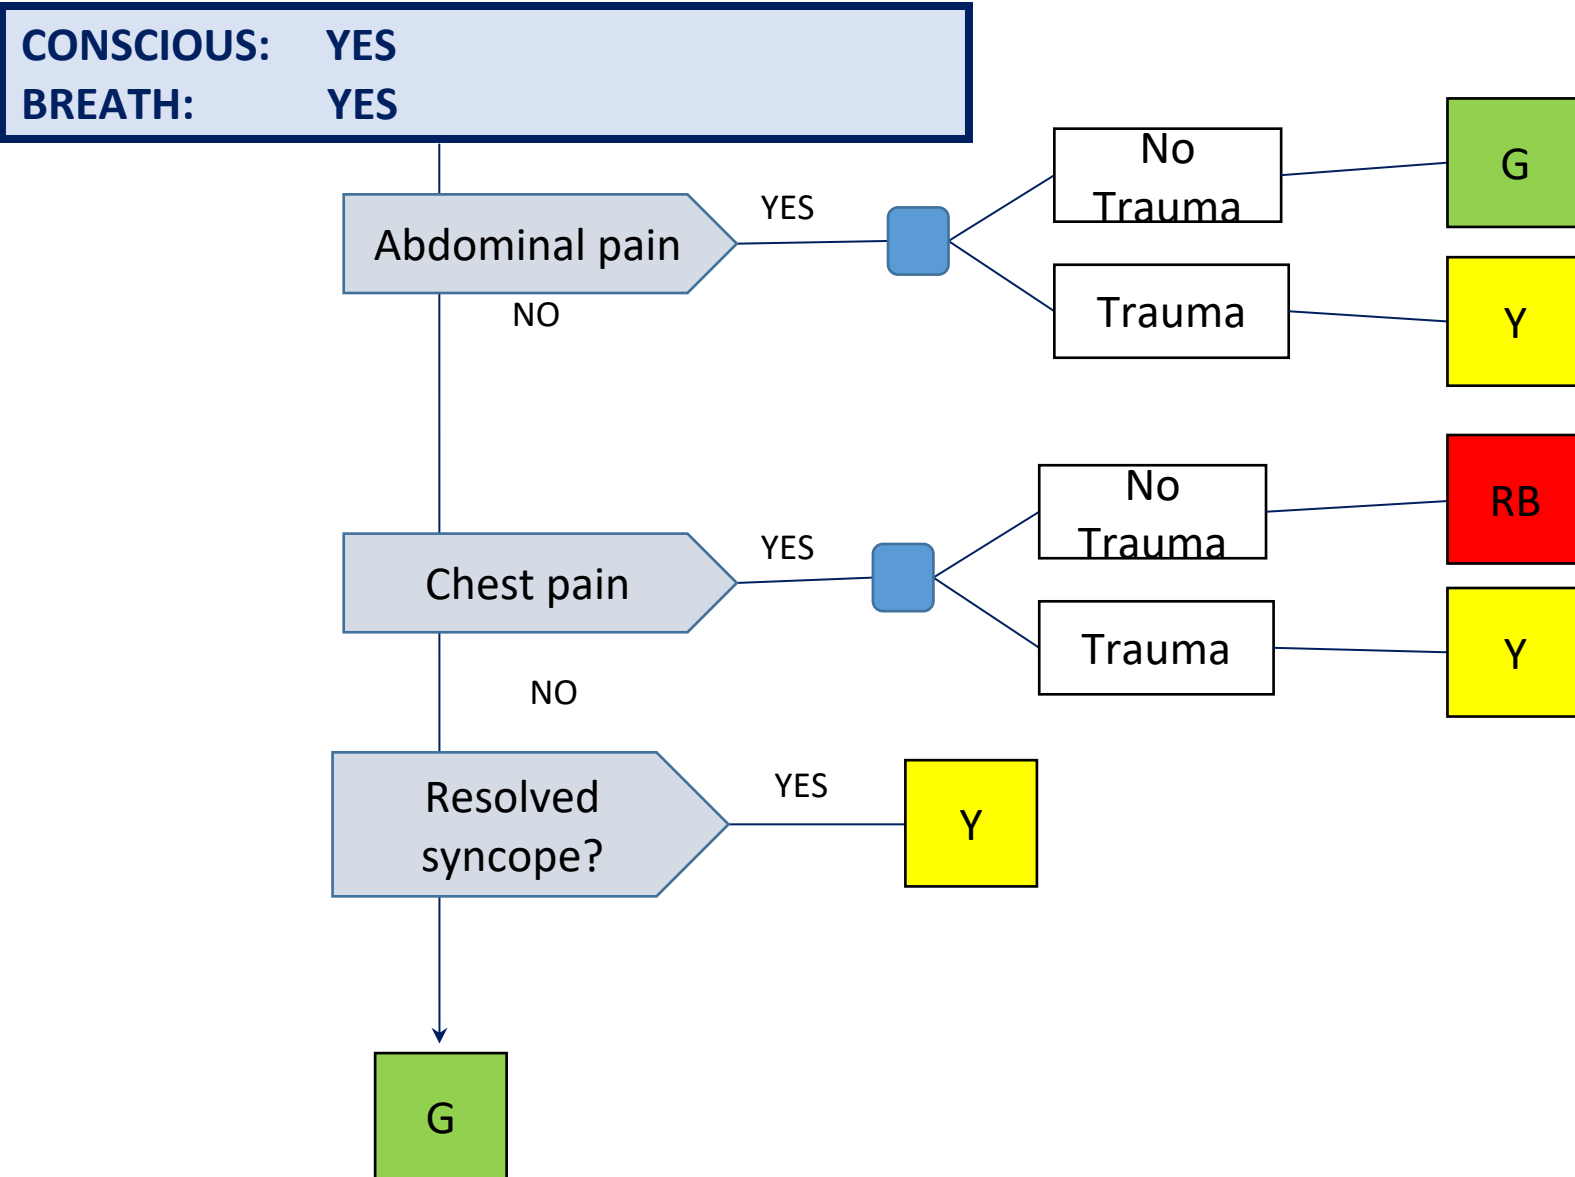 CONSCIOUS: YES
BREATH: YES
Abdominal pain
YES
No
Trauma
G
Trauma
Y
NO
Chest pain
YES
No
Trauma
RB
Trauma
Y
NO
Resolved
syncope?
YES
Y
G